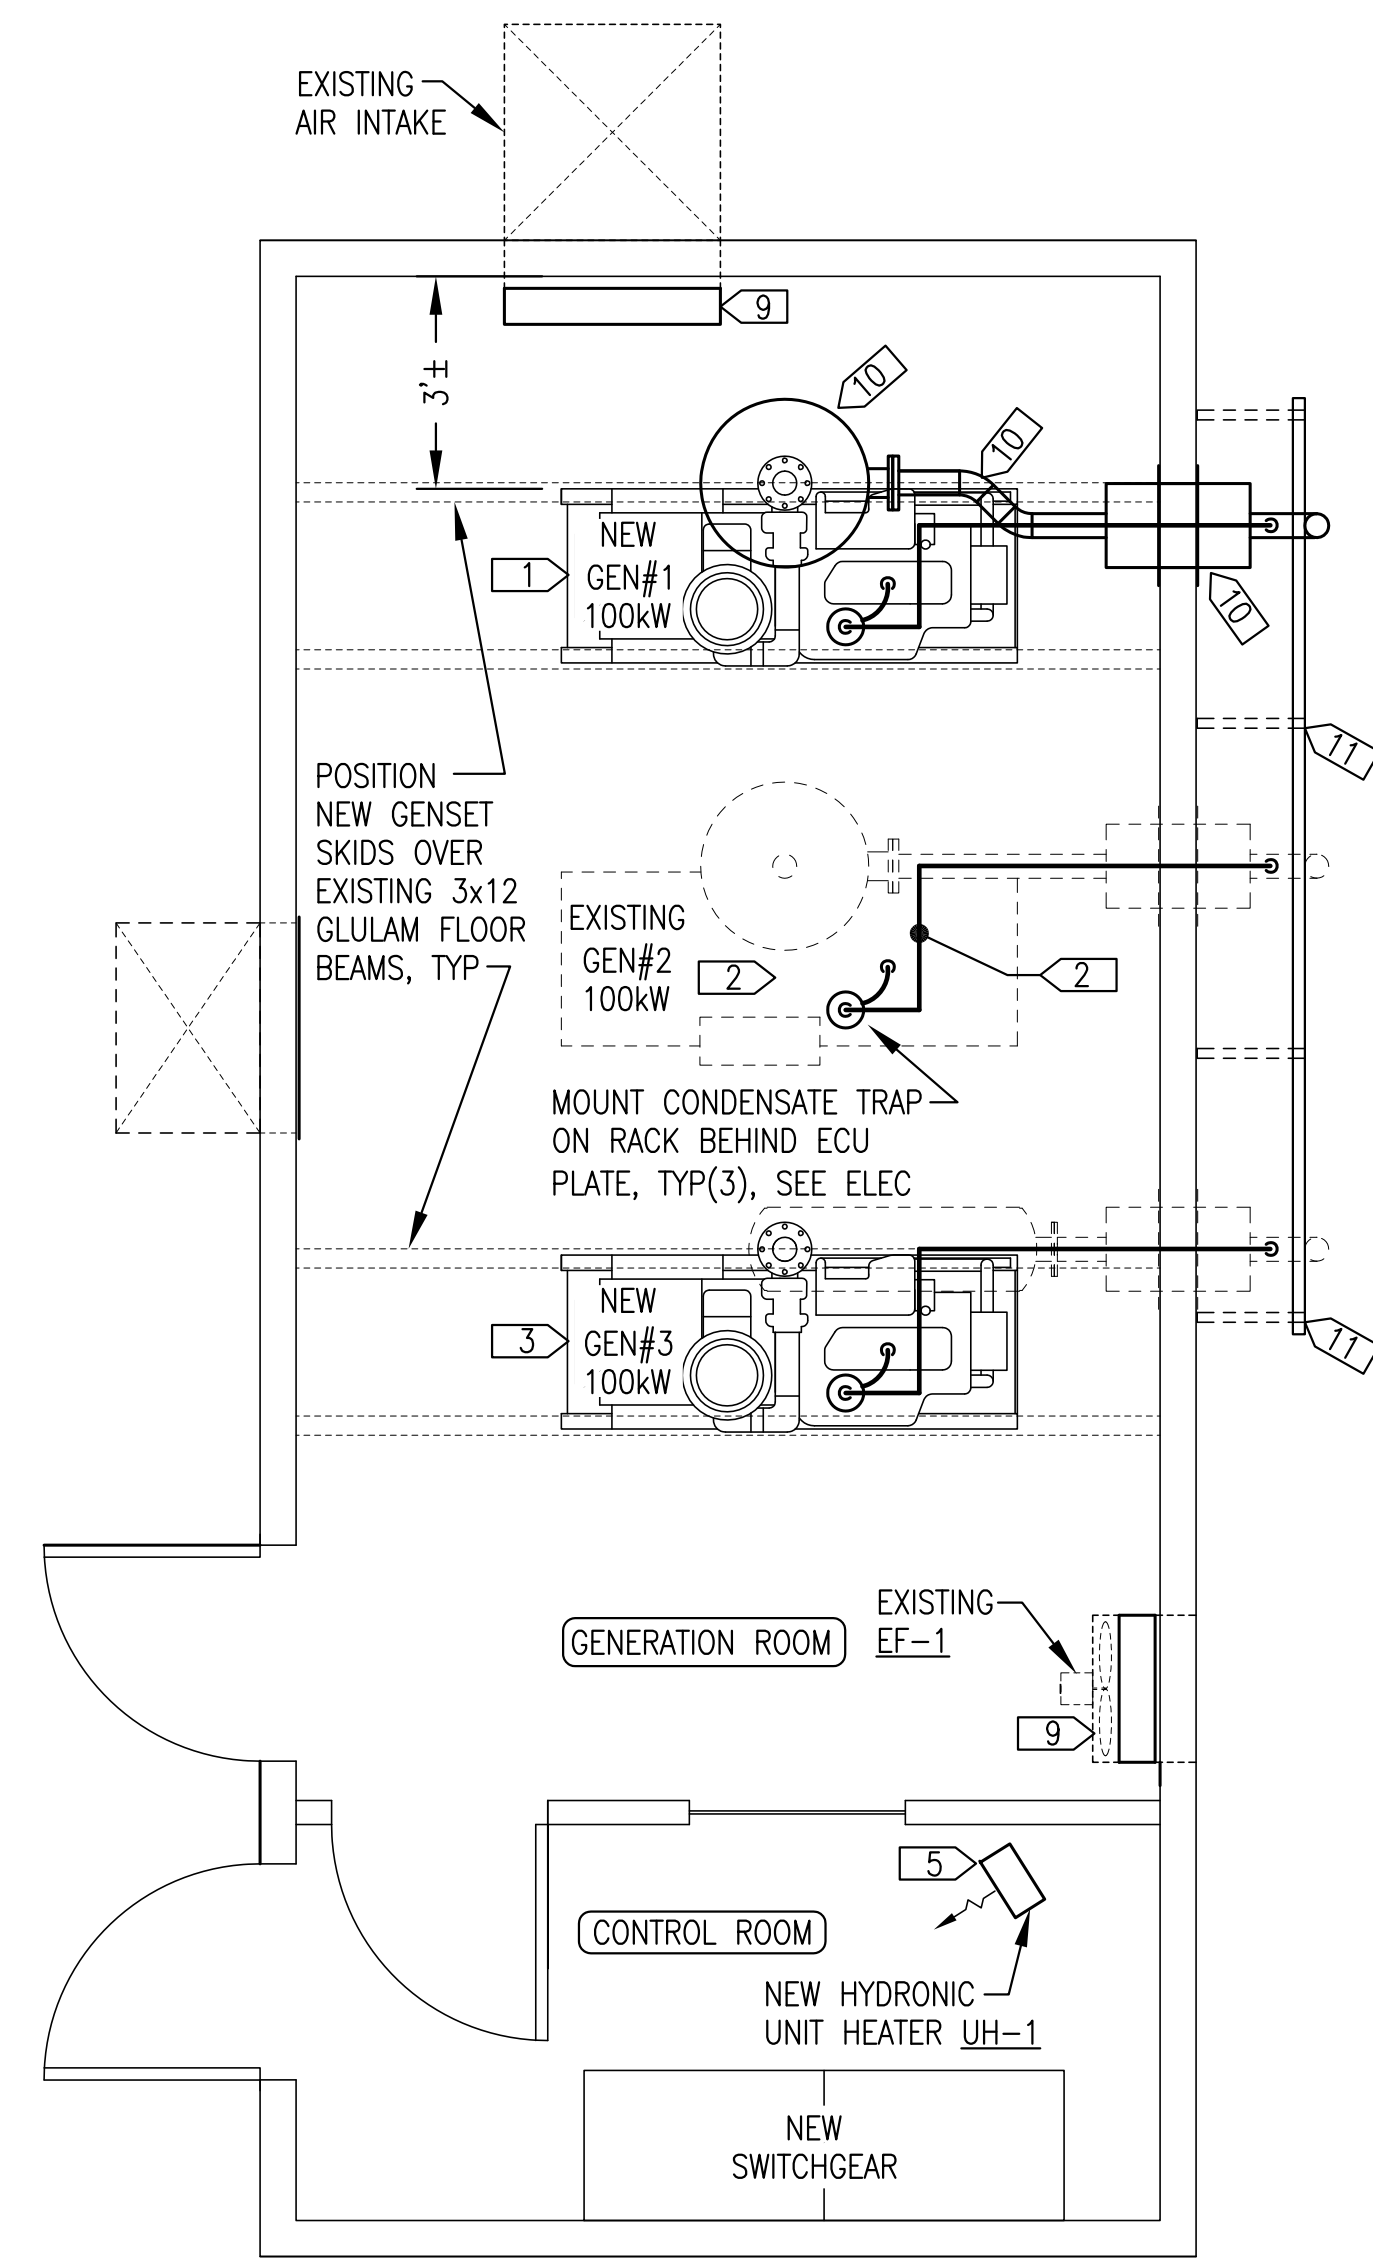 EXISTING
AIR INTAKE
9
3'±
10
10
NEW
GEN#1
100kW
1
10
11
POSITION
NEW GENSET
SKIDS OVER
EXISTING 3x12
GLULAM FLOOR
BEAMS, TYP
EXISTING
GEN#2
100kW
2
2
MOUNT CONDENSATE TRAP
ON RACK BEHIND ECU
PLATE, TYP(3), SEE ELEC
NEW
GEN#3
100kW
3
11
GENERATION ROOM
EXISTING
EF-1
9
5
CONTROL ROOM
NEW HYDRONIC
UNIT HEATER UH-1
NEW
SWITCHGEAR